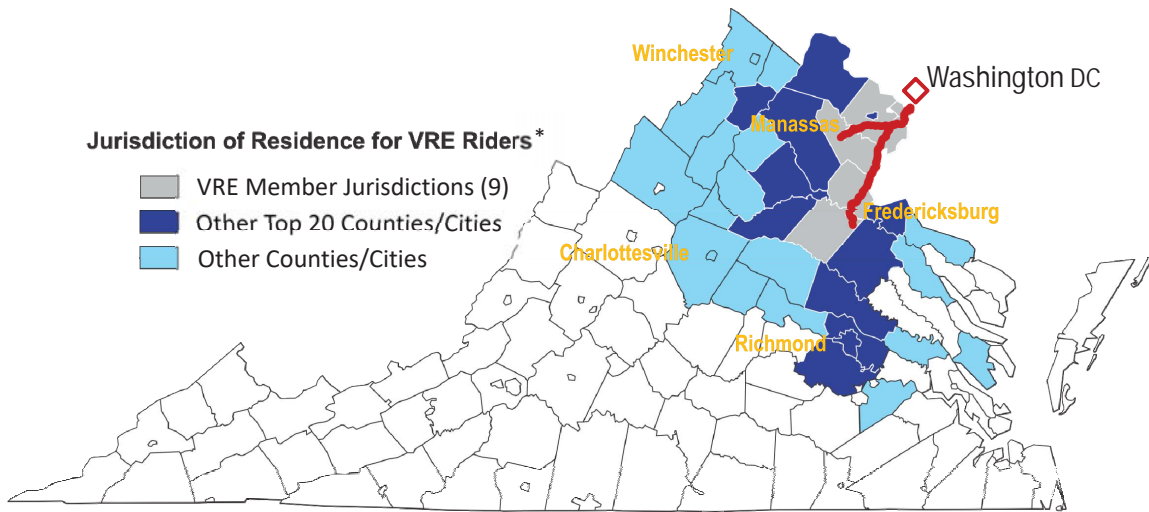 Winchester
Washington DC
Manassas
Jurisdiction of Residence for VRE Riders*
VRE Member Jurisdictions (9)
Other Top 20 Counties/Cities
Fredericksburg
Charlottesville
Other Counties/Cities
Richmond